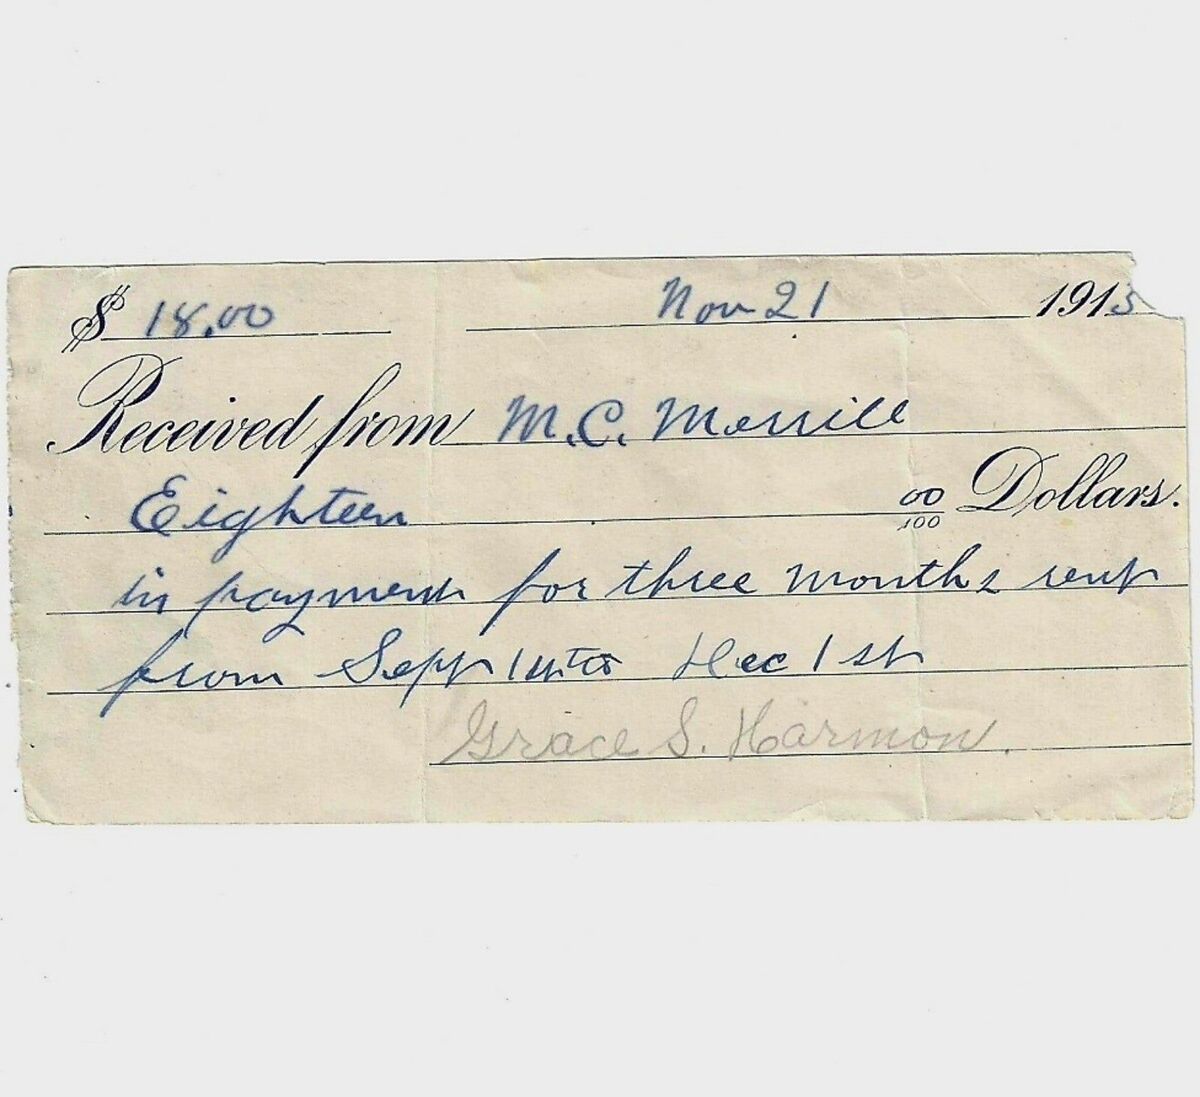 $ 18.00 Nov 21 191
Received from M. C. Merrill
Eighteen 00/100 Dollars.
in payment for three months rent
from Sept 1st to Dec 1st
Grace S. Harmon.